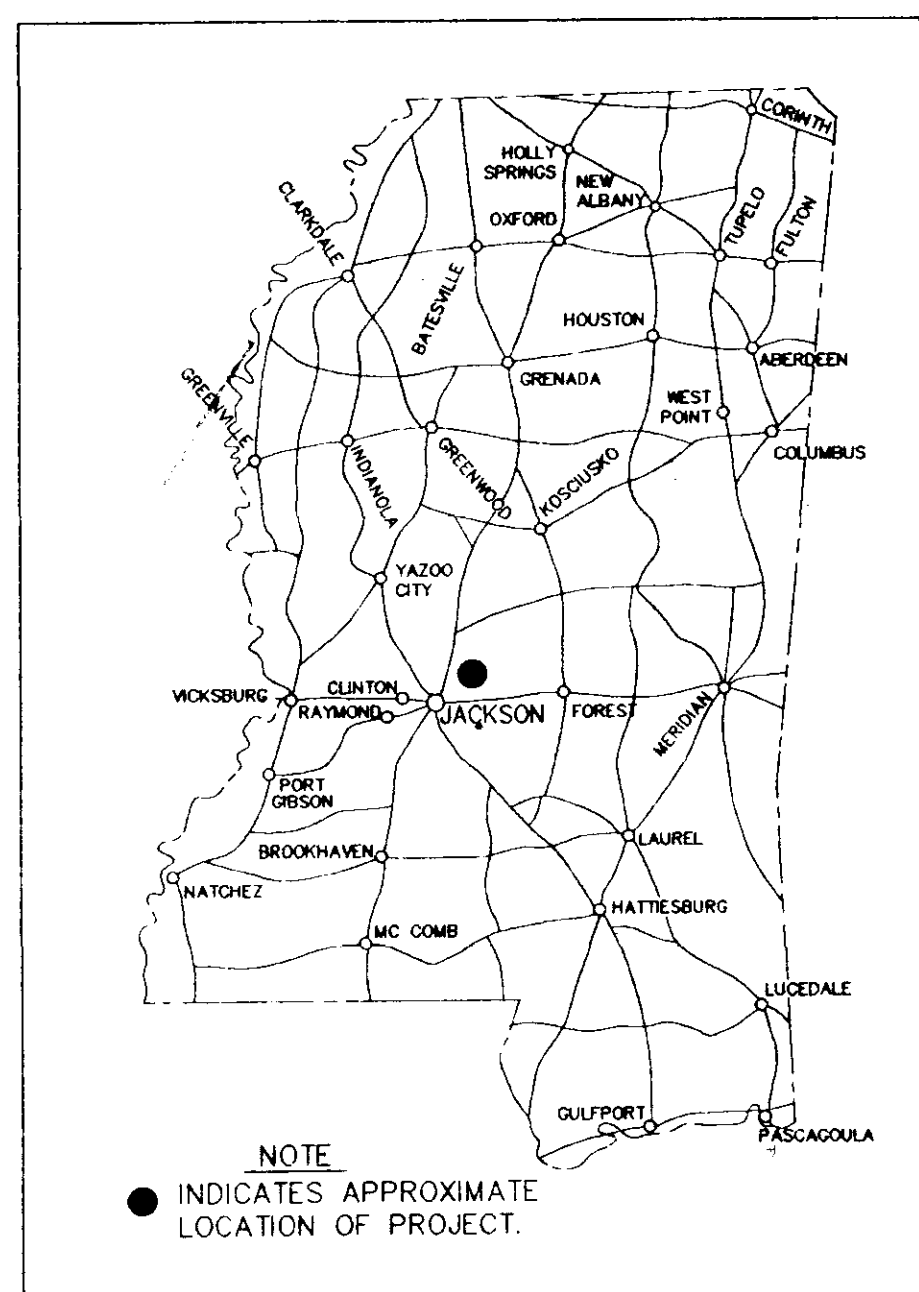 CORINTH
HOLLY
SPRINGS
NEW
ALBANY
CLARKDALE
OXFORD
TUPELO
FULTON
BATESVILLE
HOUSTON
ABERDEEN
GRENADA
GREENVILLE
WEST
POINT
COLUMBUS
INDIANOLA
GREENWOOD
KOSCIUSKO
YAZOO
CITY
VICKSBURG
CLINTON
RAYMOND
JACKSON
FOREST
MERIDIAN
PORT
GIBSON
LAUREL
BROOKHAVEN
NATCHEZ
HATTIESBURG
MC COMB
LUCEDALE
GULFPORT
PASCAGOULA
NOTE
INDICATES APPROXIMATE
LOCATION OF PROJECT.